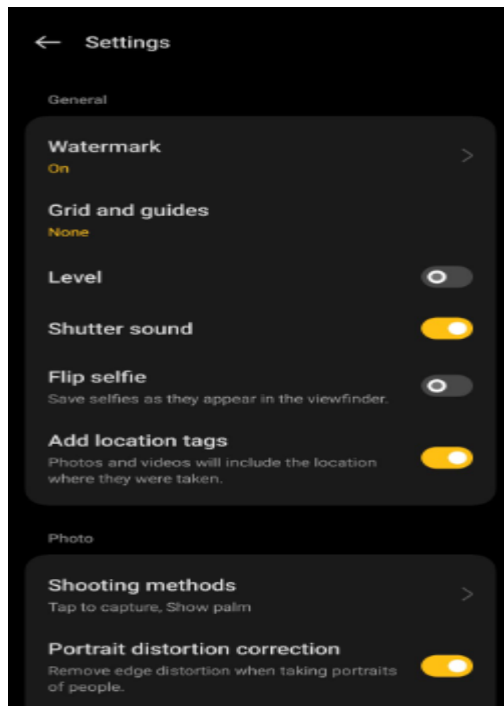 Settings
General
Watermark
On
Grid and guides
None
Level
Shutter sound
Flip selfie
Save selfies as they appear in the viewfinder.
Add location tags
Photos and videos will include the location
where they were taken.
Photo
Shooting methods
Tap to capture, Show palm
Portrait distortion correction
Remove edge distortion when taking portraits
of people.